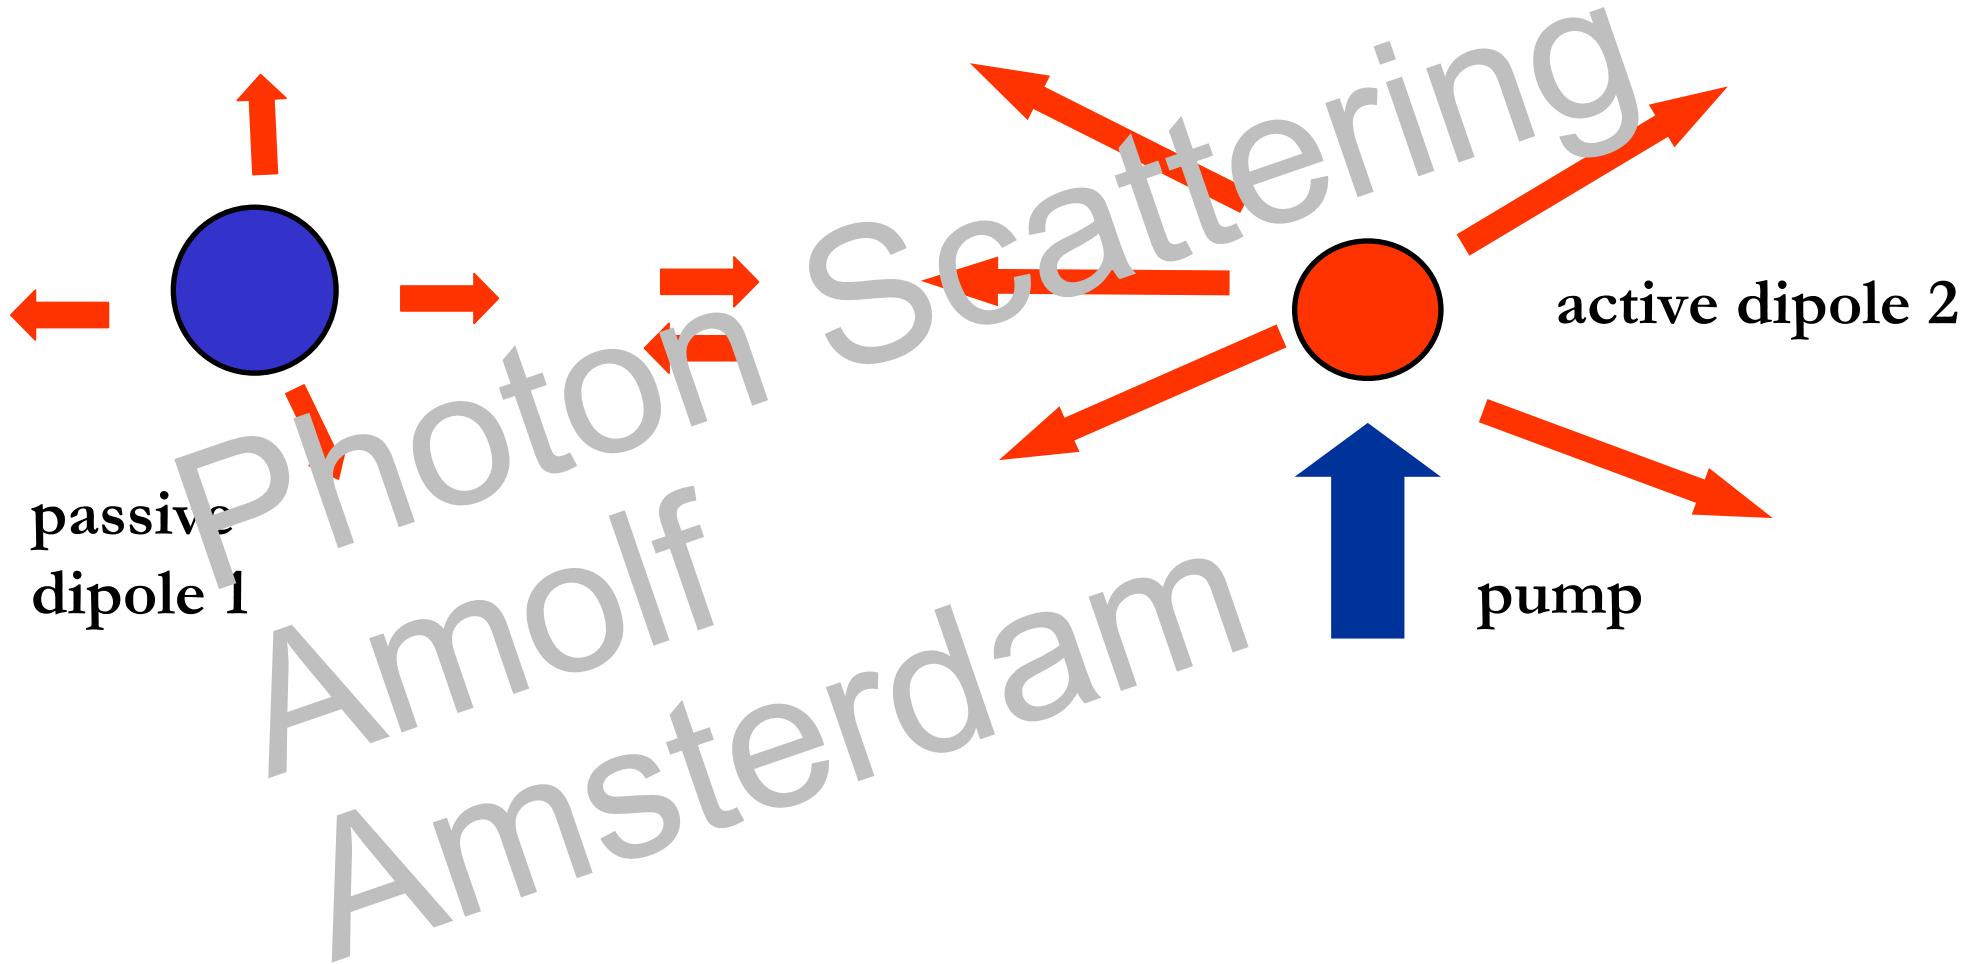 Photon Scattering
Amolf
Amsterdam
passive
dipole 1
active dipole 2
pump